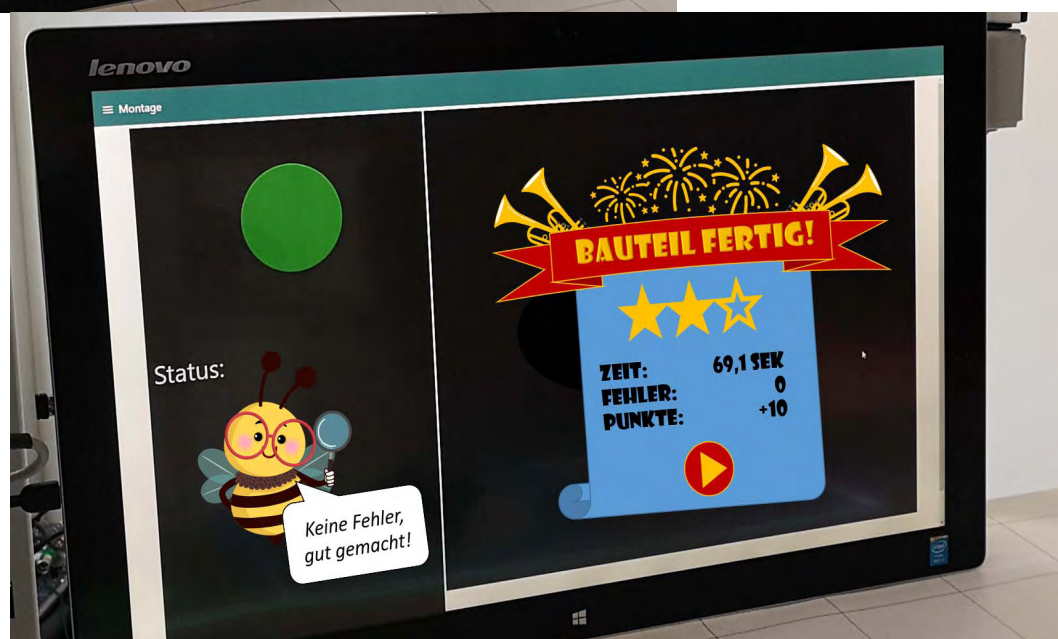 lenovo
Montage
BAUTEIL FERTIG!
ZEIT: 69,1 SEK
FEHLER: 0
PUNKTE: +10
Status:
Keine Fehler,
gut gemacht!